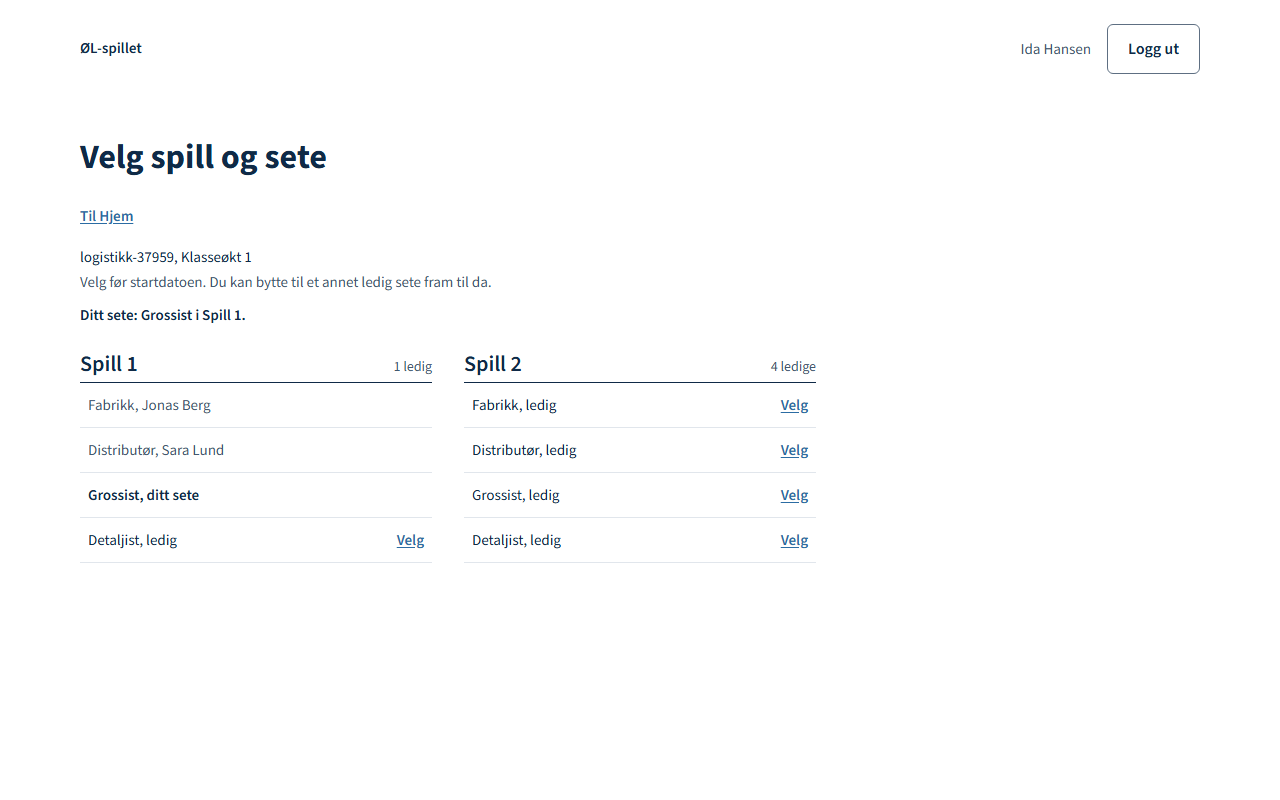 ØL-spillet
Ida Hansen
Logg ut
Velg spill og sete
Til Hjem
logistikk-37959, Klasseøkt 1
Velg før startdatoen. Du kan bytte til et annet ledig sete fram til da.
Ditt sete: Grossist i Spill 1.
Spill 1
1 ledig
Fabrikk, Jonas Berg
Distributør, Sara Lund
Grossist, ditt sete
Detaljist, ledig
Velg
Spill 2
4 ledige
Fabrikk, ledig
Velg
Distributør, ledig
Velg
Grossist, ledig
Velg
Detaljist, ledig
Velg